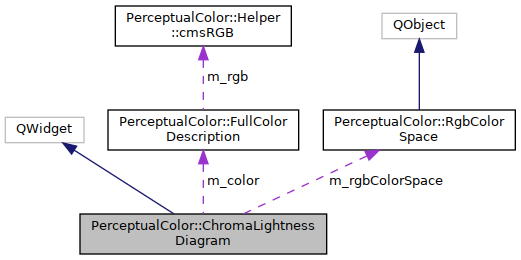 PerceptualColor::Helper
::cmsRGB
QObject
m_rgb
QWidget
PerceptualColor::FullColor
Description
PerceptualColor::RgbColor
Space
m_color
m_rgbColorSpace
PerceptualColor::ChromaLightness
Diagram